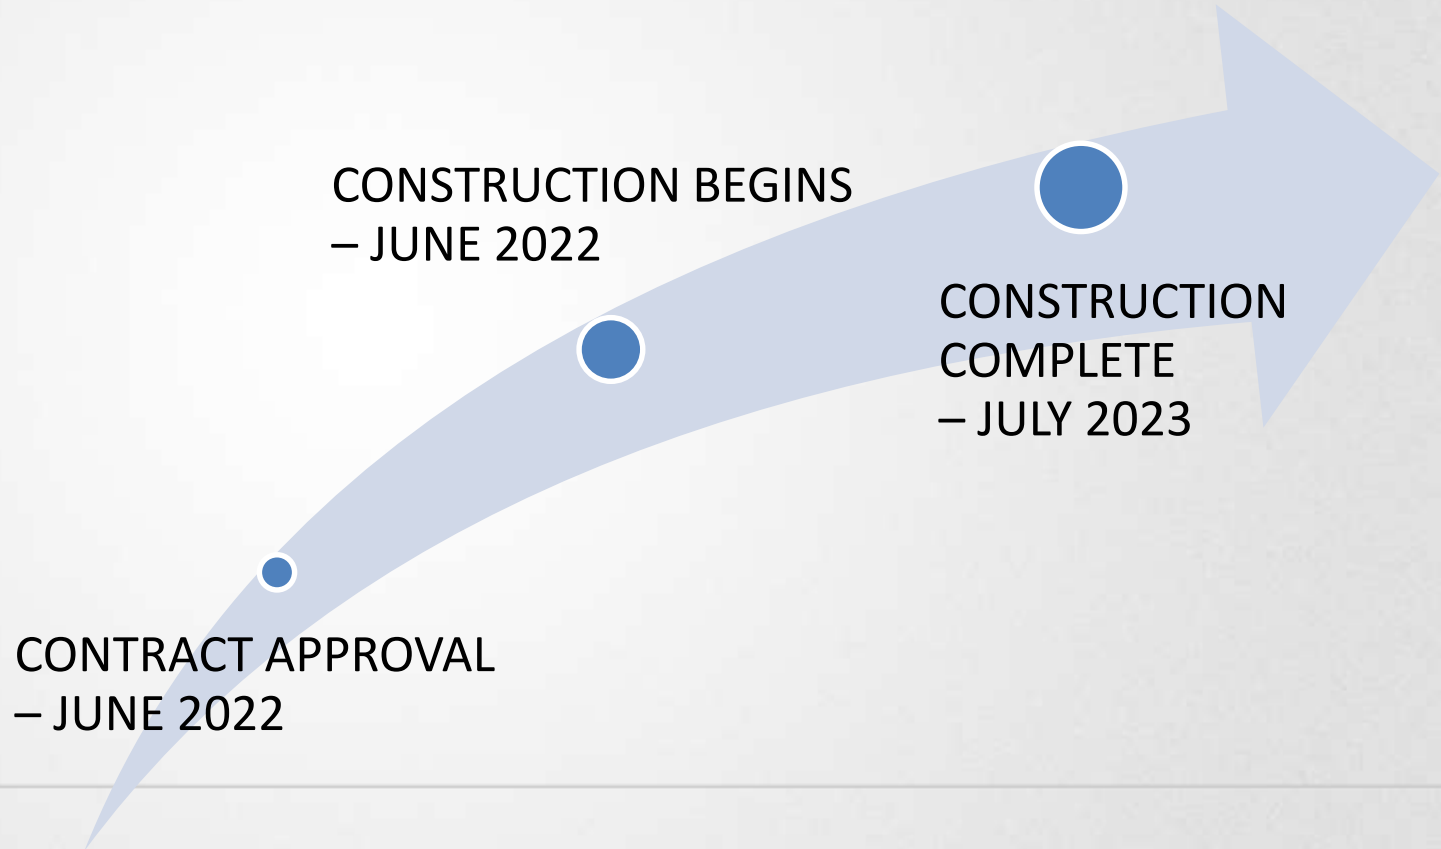 CONSTRUCTION BEGINS
– JUNE 2022
CONSTRUCTION
COMPLETE
– JULY 2023
CONTRACT APPROVAL
– JUNE 2022